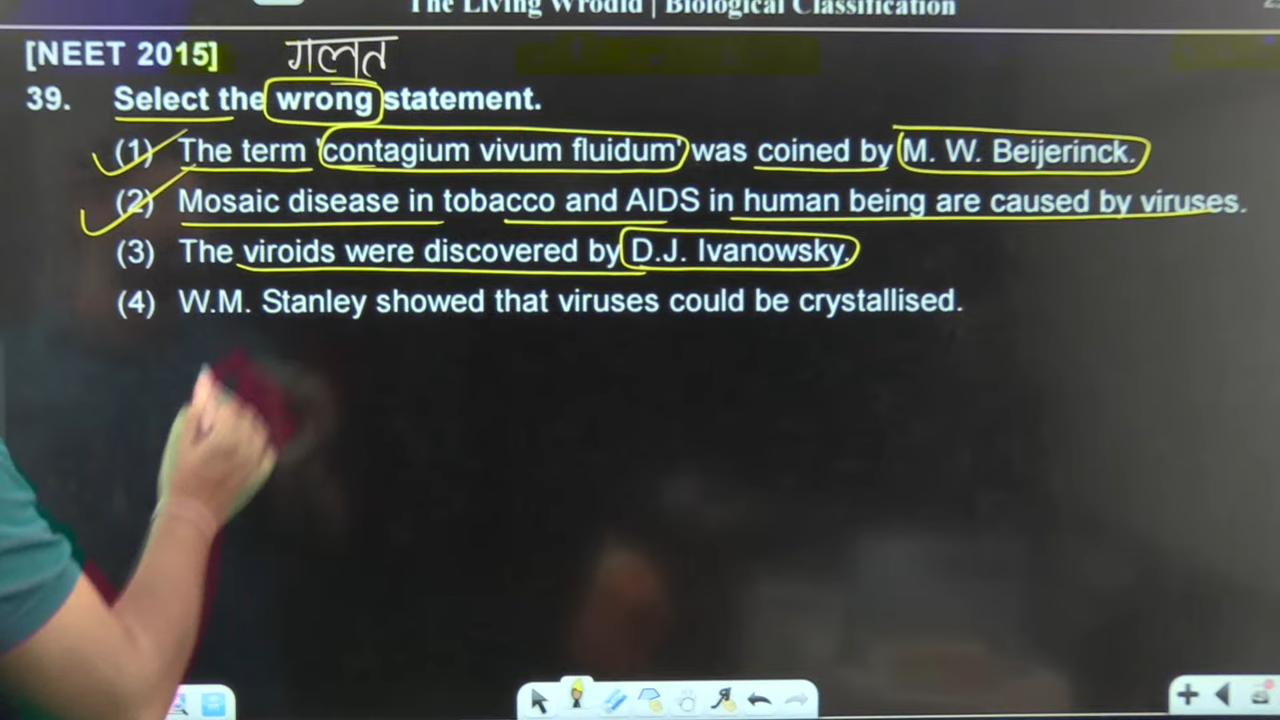 The Living Wrodld | Biological Classification
[NEET 2015] गलत
39. Select the wrong statement.
(1) The term 'contagium vivum fluidum' was coined by M. W. Beijerinck.
(2) Mosaic disease in tobacco and AIDS in human being are caused by viruses.
(3) The viroids were discovered by D.J. Ivanowsky.
(4) W.M. Stanley showed that viruses could be crystallised.